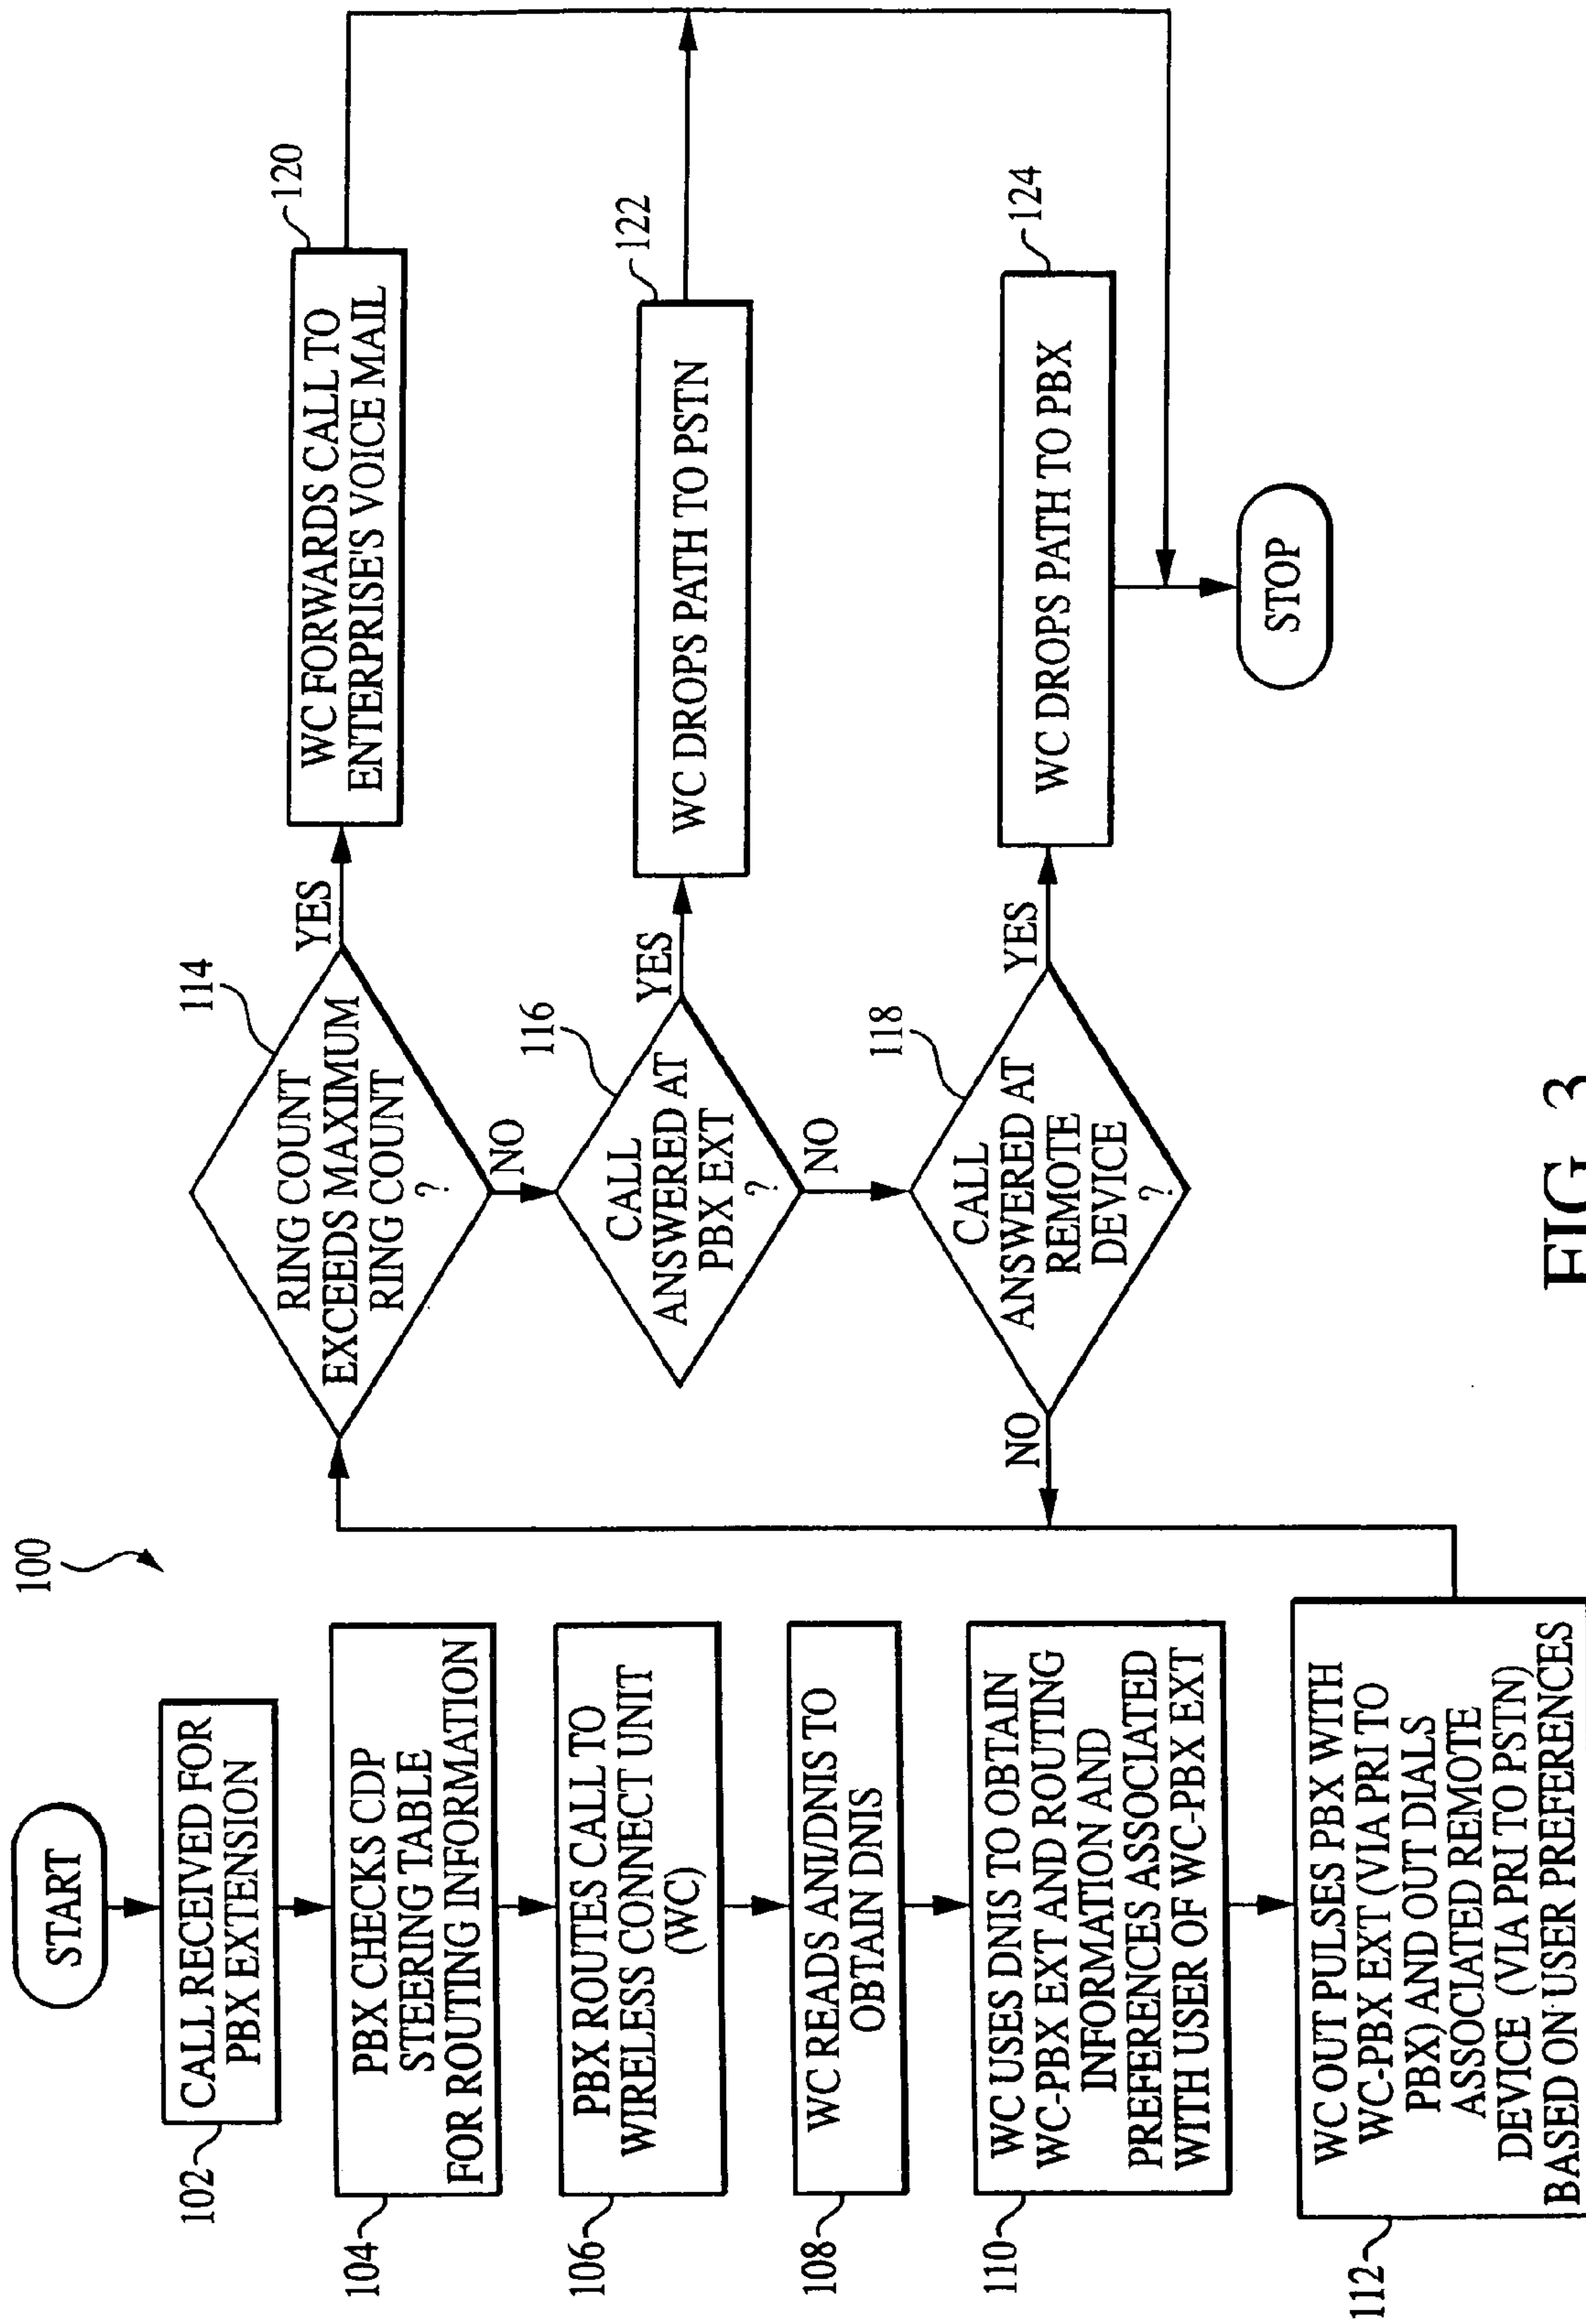 100
START
102
CALL RECEIVED FOR
PBX EXTENSION
104
PBX CHECKS CDP
STEERING TABLE
FOR ROUTING INFORMATION
106
PBX ROUTES CALL TO
WIRELESS CONNECT UNIT
(WC)
108
WC READS ANI/DNIS TO
OBTAIN DNIS
110
WC USES DNIS TO OBTAIN
WC-PBX EXT AND ROUTING
INFORMATION AND
PREFERENCES ASSOCIATED
WITH USER OF WC-PBX EXT
112
WC OUT PULSES PBX WITH
WC-PBX EXT (VIA PRI TO
PBX) AND OUT DIALS
ASSOCIATED REMOTE
DEVICE (VIA PRI TO PSTN)
BASED ON USER PREFERENCES
114
RING COUNT
EXCEEDS MAXIMUM
RING COUNT
?
YES
NO
120
WC FORWARDS CALL TO
ENTERPRISE'S VOICE MAIL
116
CALL
ANSWERED AT
PBX EXT
?
YES
NO
122
WC DROPS PATH TO PSTN
118
CALL
ANSWERED AT
REMOTE
DEVICE
?
YES
NO
124
WC DROPS PATH TO PBX
STOP
FIG. 3